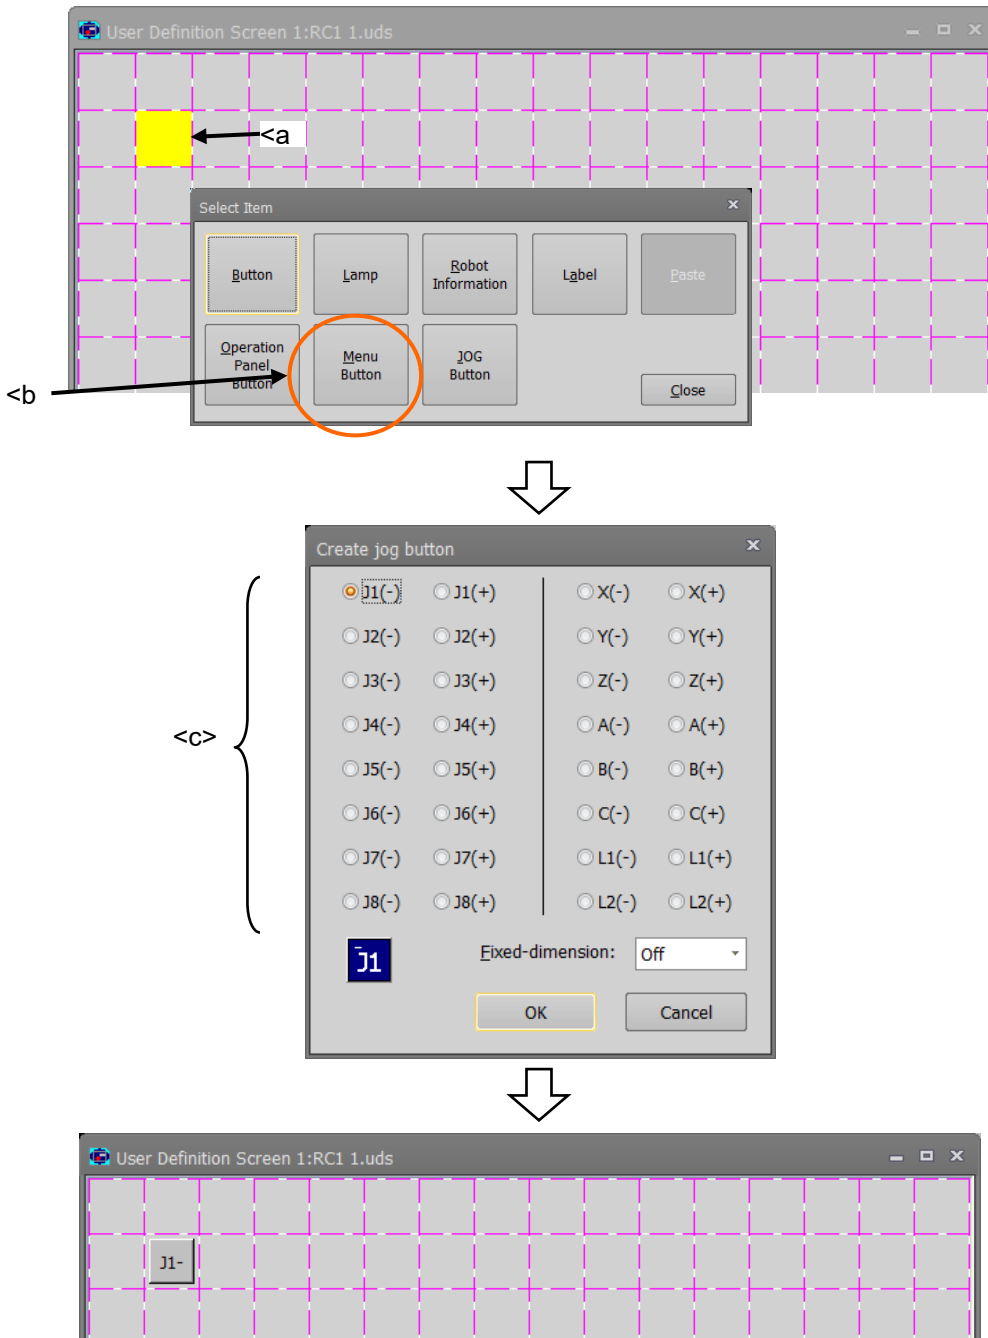 User Definition Screen 1:RC1 1.uds
<a
Select Item
Button
Lamp
Robot
Information
Label
Paste
Operation
Panel
Button
Menu
Button
JOG
Button
Close
<b
Create jog button
J1(-) J1(+) X(-) X(+)
J2(-) J2(+) Y(-) Y(+)
J3(-) J3(+) Z(-) Z(+)
J4(-) J4(+) A(-) A(+)
<c>
J5(-) J5(+) B(-) B(+)
J6(-) J6(+) C(-) C(+)
J7(-) J7(+) L1(-) L1(+)
J8(-) J8(+) L2(-) L2(+)
-J1
Fixed-dimension: Off
OK Cancel
User Definition Screen 1:RC1 1.uds
J1-